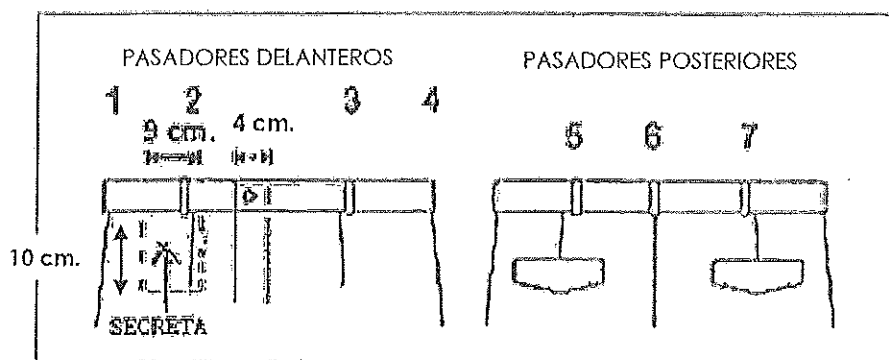 PASADORES DELANTEROS
PASADORES POSTERIORES
1 2 3 4
9 cm. 4 cm.
5 6 7
10 cm.
SECRETA